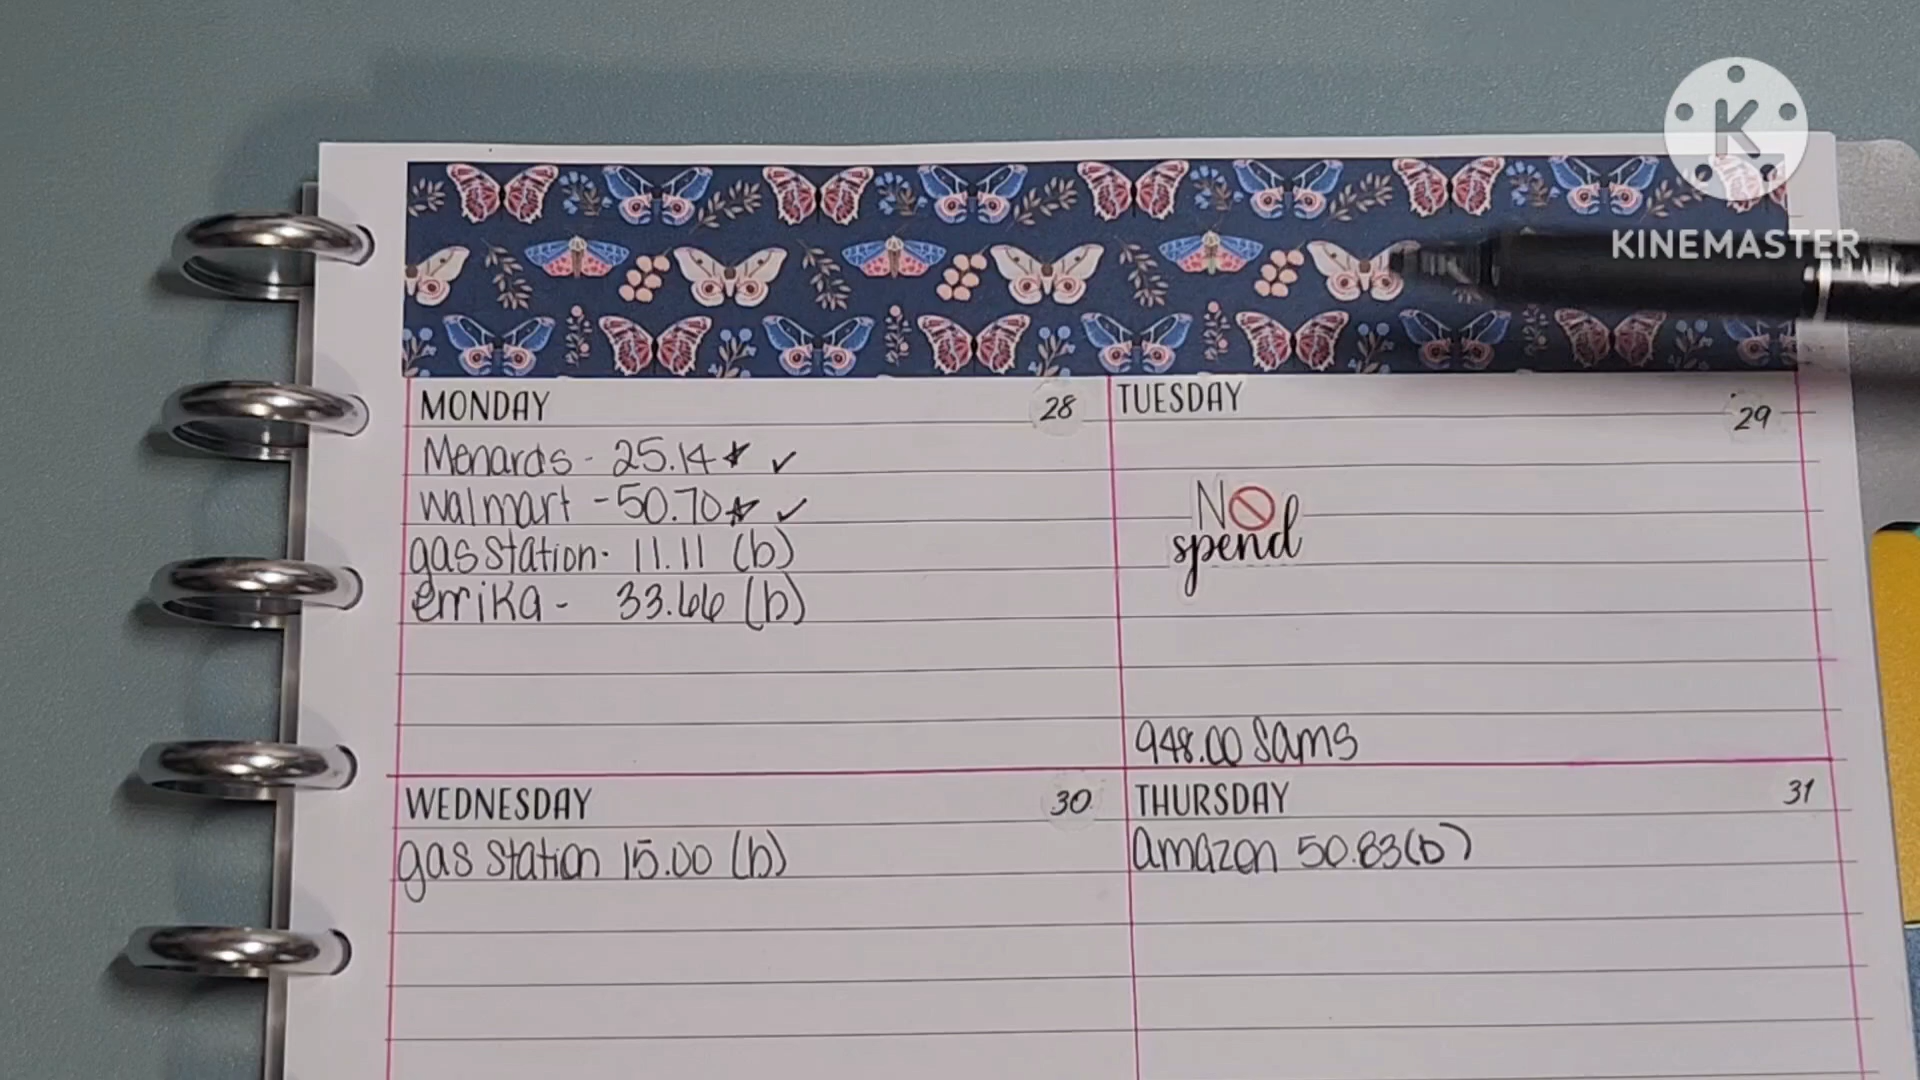 K
KINEMASTER
MONDAY 28
Menards - 25.14 ★ ✓
walmart - 50.70 ★ ✓
gas station - 11.11 (b)
errika - 33.66 (b)
TUESDAY 29
NO
spend
948.00 Sams
WEDNESDAY 30
gas station 15.00 (b)
THURSDAY 31
amazon 50.83 (b)